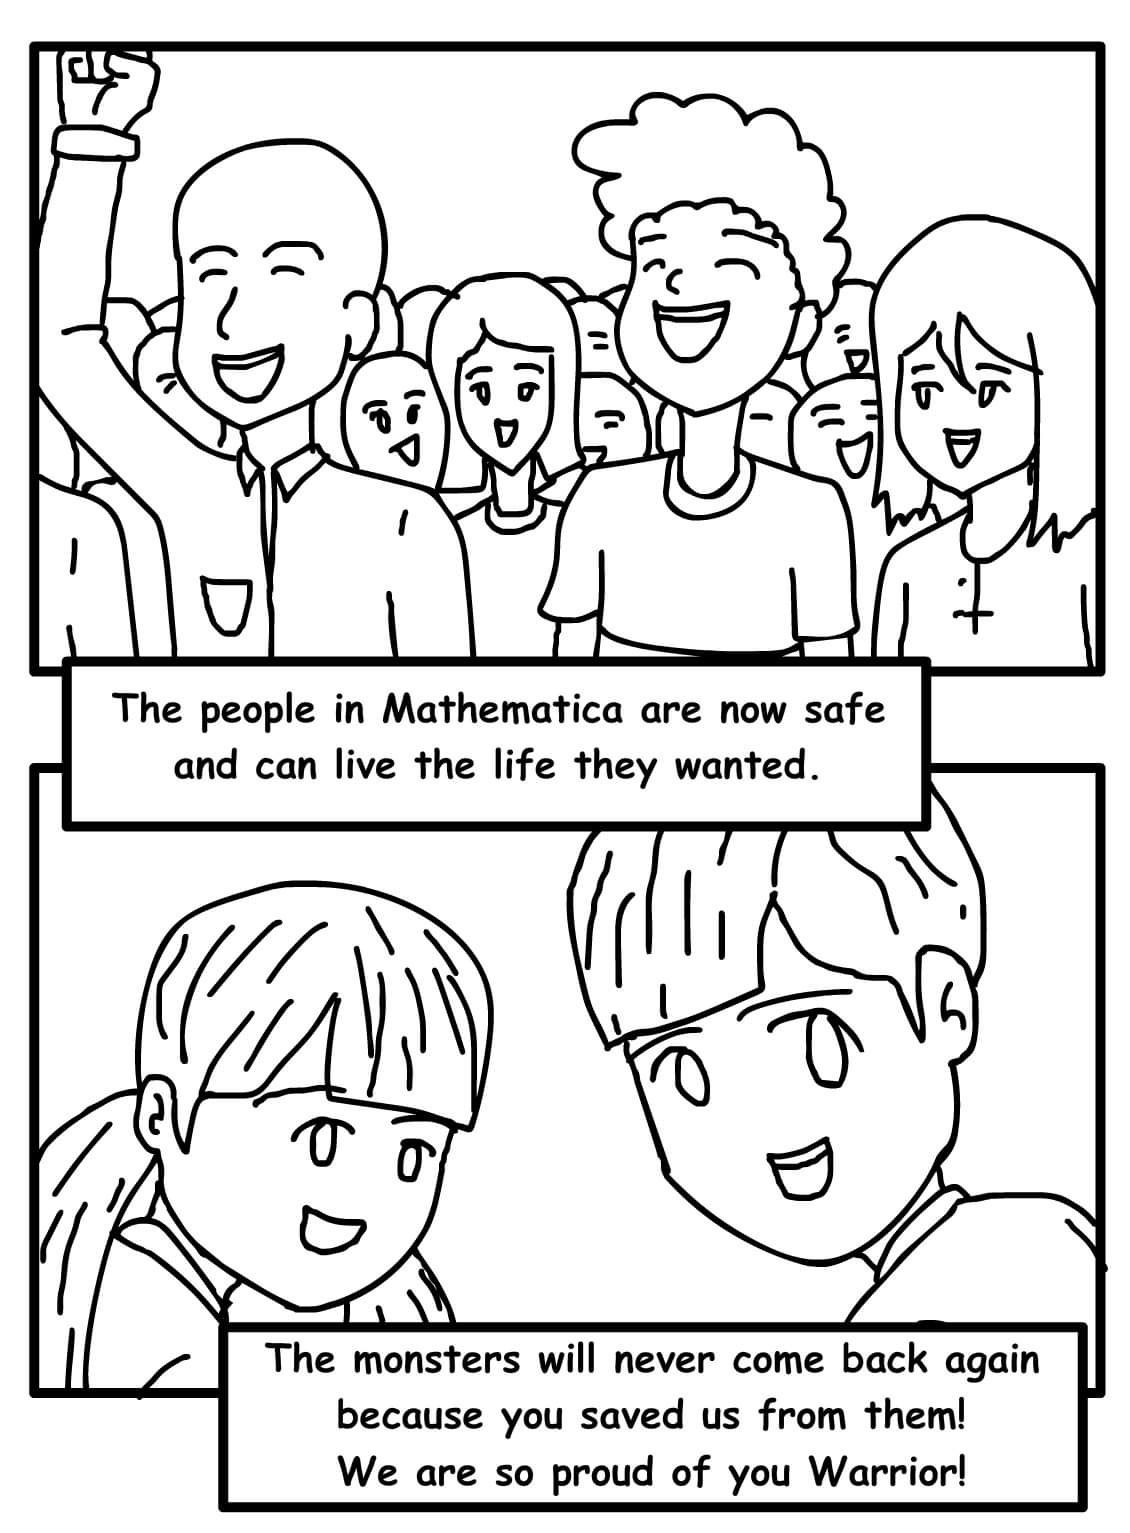 The people in Mathematica are now safe
and can live the life they wanted.
The monsters will never come back again
because you saved us from them!
We are so proud of you Warrior!